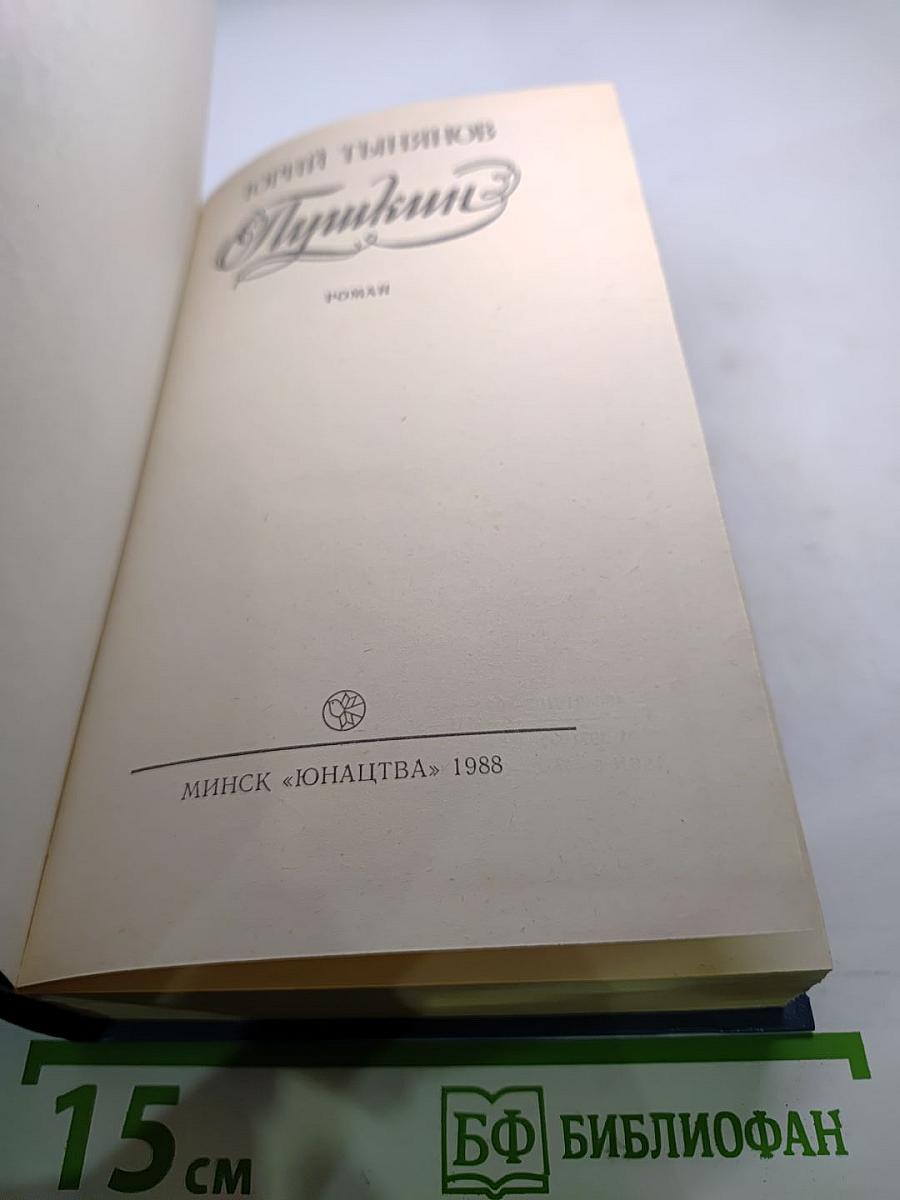 ЮРИЙ ТЫНЯНОВ
Пушкин
РОМАН
МИНСК «ЮНАЦТВА» 1988
15 см
БФ БИБЛИОФАН